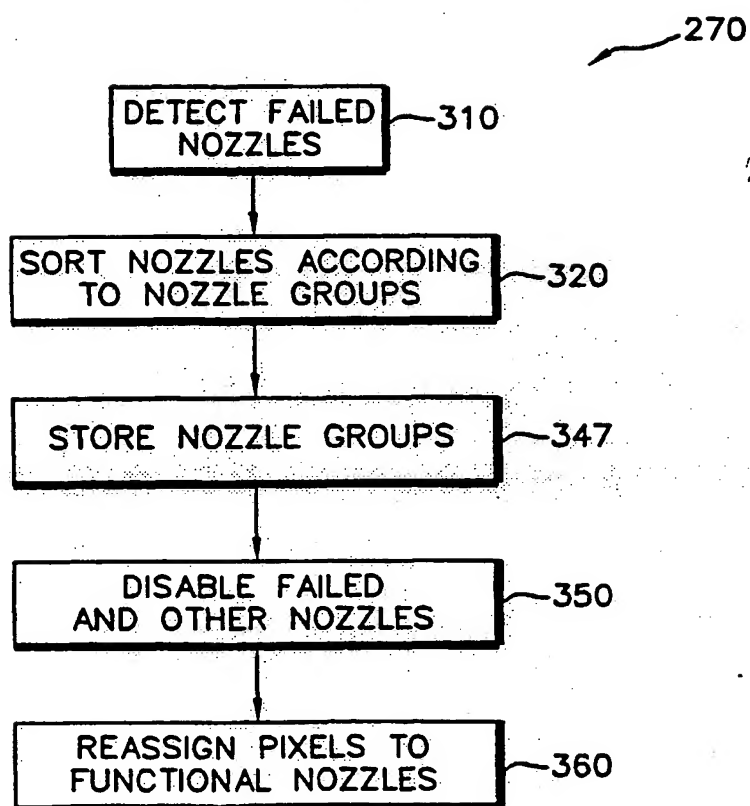 270
DETECT FAILED
NOZZLES
310
SORT NOZZLES ACCORDING
TO NOZZLE GROUPS
320
STORE NOZZLE GROUPS
347
DISABLE FAILED
AND OTHER NOZZLES
350
REASSIGN PIXELS TO
FUNCTIONAL NOZZLES
360